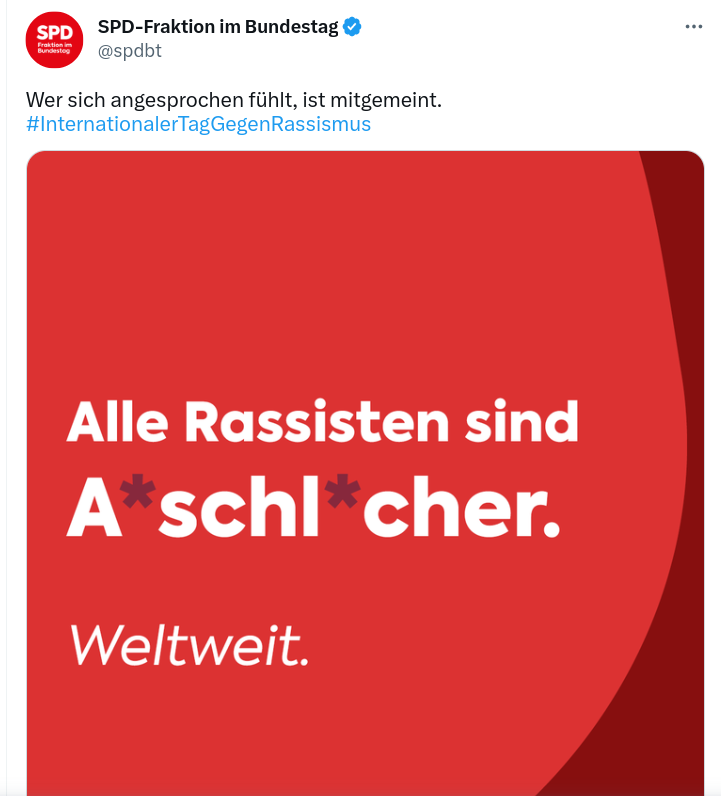 SPD
Fraktion im
Bundestag
SPD-Fraktion im Bundestag
@spdbt
Wer sich angesprochen fühlt, ist mitgemeint.
#InternationalerTagGegenRassismus
Alle Rassisten sind
A*schl*cher.
Weltweit.